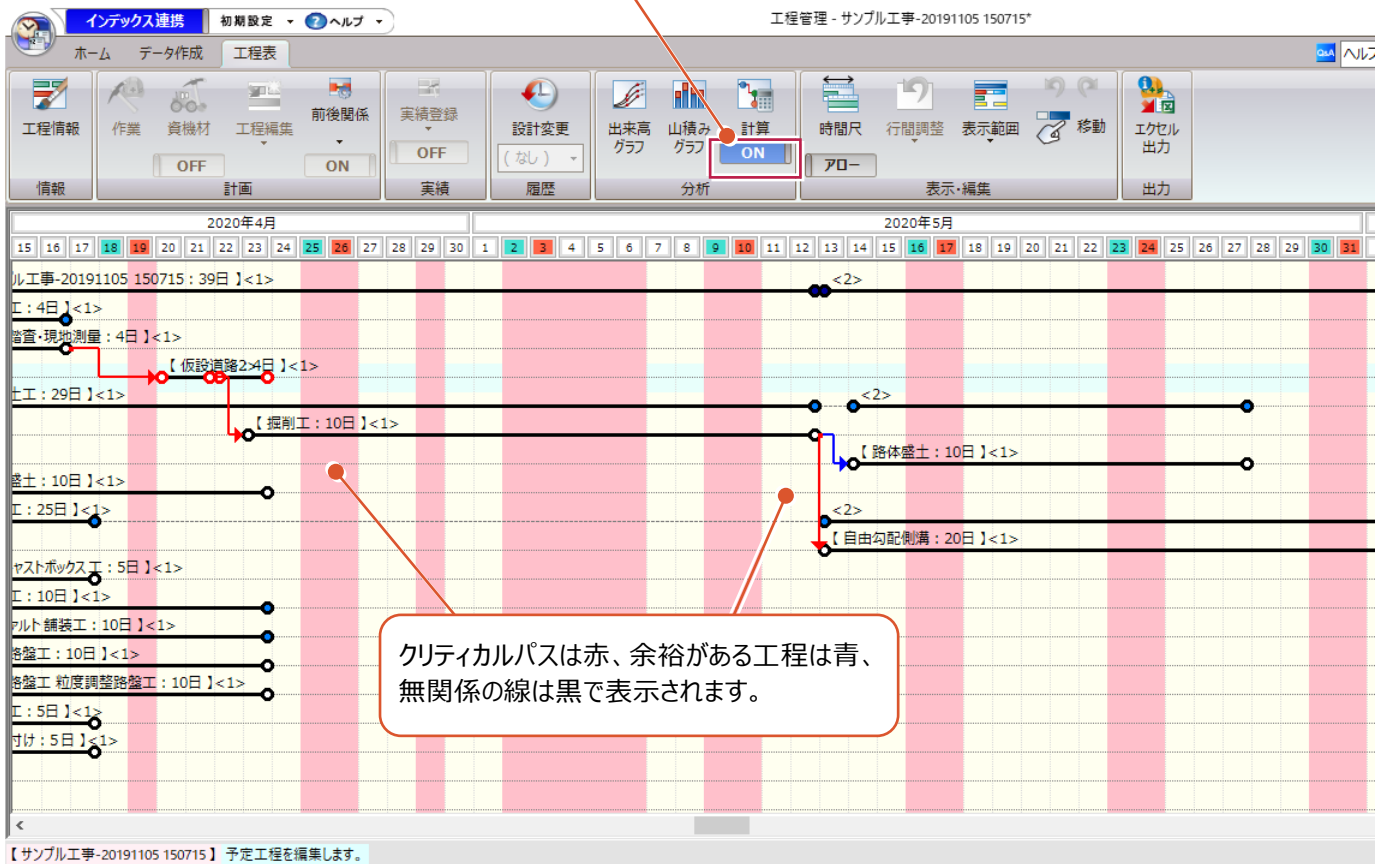 インデックス連携 初期設定 ヘルプ 工程管理 - サンプル工事-20191105 150715*
ホーム データ作成 工程表 Q&A ヘルプ
工程情報 作業 資機材 工程編集 前後関係 実績登録 設計変更 出来高グラフ 山積みグラフ 計算 時間尺 行間調整 表示範囲 移動 エクセル出力
OFF ON OFF (なし) ON アロー
情報 計画 実績 履歴 分析 表示・編集 出力
2020年4月 2020年5月
15 16 17 18 19 20 21 22 23 24 25 26 27 28 29 30 1 2 3 4 5 6 7 8 9 10 11 12 13 14 15 16 17 18 19 20 21 22 23 24 25 26 27 28 29 30 31
ル工事-20191105 150715：39日 】<1> <2>
工：4日 】<1>
踏査・現地測量：4日 】<1>
【 仮設道路2>4日 】<1>
土工：29日 】<1> <2>
【 掘削工：10日 】<1>
【 路体盛土：10日 】<1>
盛土：10日 】<1>
工：25日 】<1> <2>
【 自由勾配側溝：20日 】<1>
ャストボックス工：5日 】<1>
工：10日 】<1>
ァルト舗装工：10日 】<1>
路盤工：10日 】<1>
路盤工 粒度調整路盤工：10日 】<1>
工：5日 】<1>
付け：5日 】<1>
クリティカルパスは赤、余裕がある工程は青、
無関係の線は黒で表示されます。
【 サンプル工事-20191105 150715 】 予定工程を編集します。